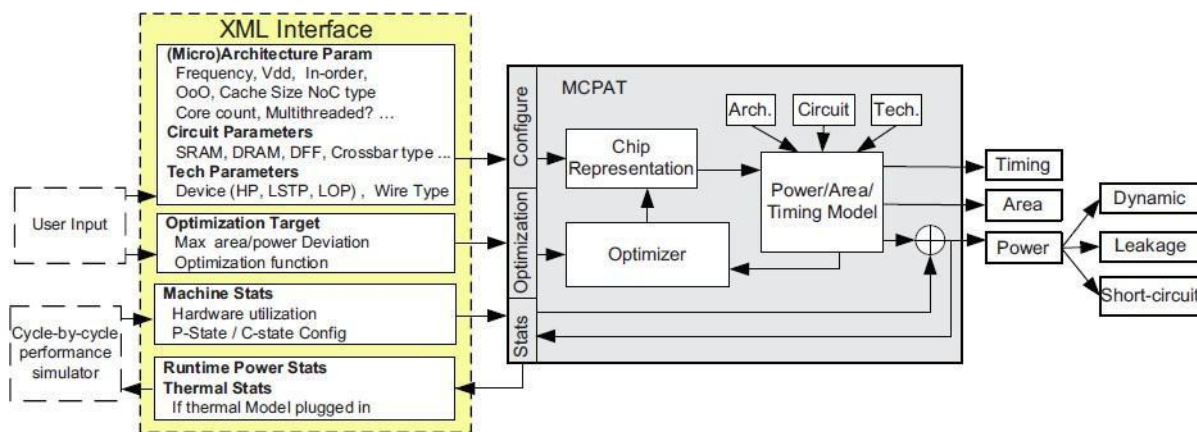 XML Interface
(Micro)Architecture Param
Frequency, Vdd, In-order,
OoO, Cache Size NoC type
Core count, Multithreaded? ...
Circuit Parameters
SRAM, DRAM, DFF, Crossbar type ...
Tech Parameters
Device (HP, LSTP, LOP) , Wire Type
User Input
Optimization Target
Max area/power Deviation
Optimization function
Machine Stats
Hardware utilization
P-State / C-state Config
Cycle-by-cycle
performance
simulator
Runtime Power Stats
Thermal Stats
If thermal Model plugged in
Configure
Optimization
Stats
MCPAT
Arch.
Circuit
Tech.
Chip
Representation
Power/Area/
Timing Model
Optimizer
Timing
Area
Power
Dynamic
Leakage
Short-circuit